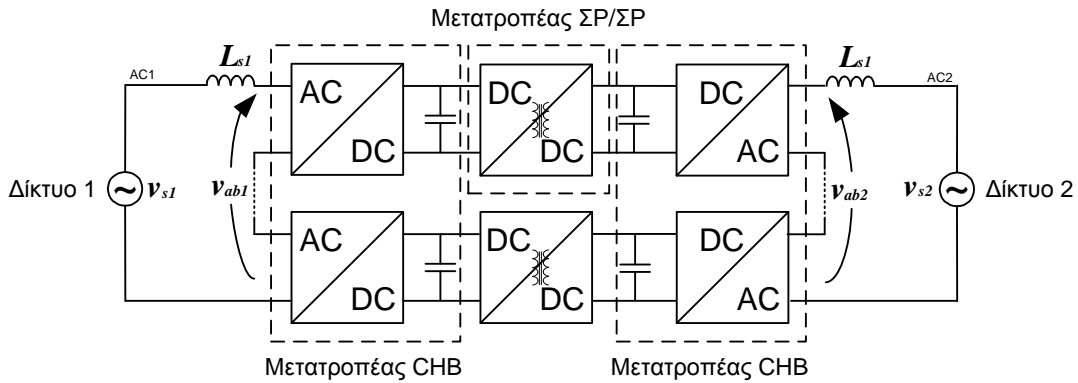 Μετατροπέας ΣΡ/ΣΡ
Ls1
Ls1
AC1
AC2
AC
DC
DC
DC
DC
AC
Δίκτυο 1
vs1
vab1
vab2
vs2
Δίκτυο 2
AC
DC
DC
DC
DC
AC
Μετατροπέας CHB
Μετατροπέας CHB